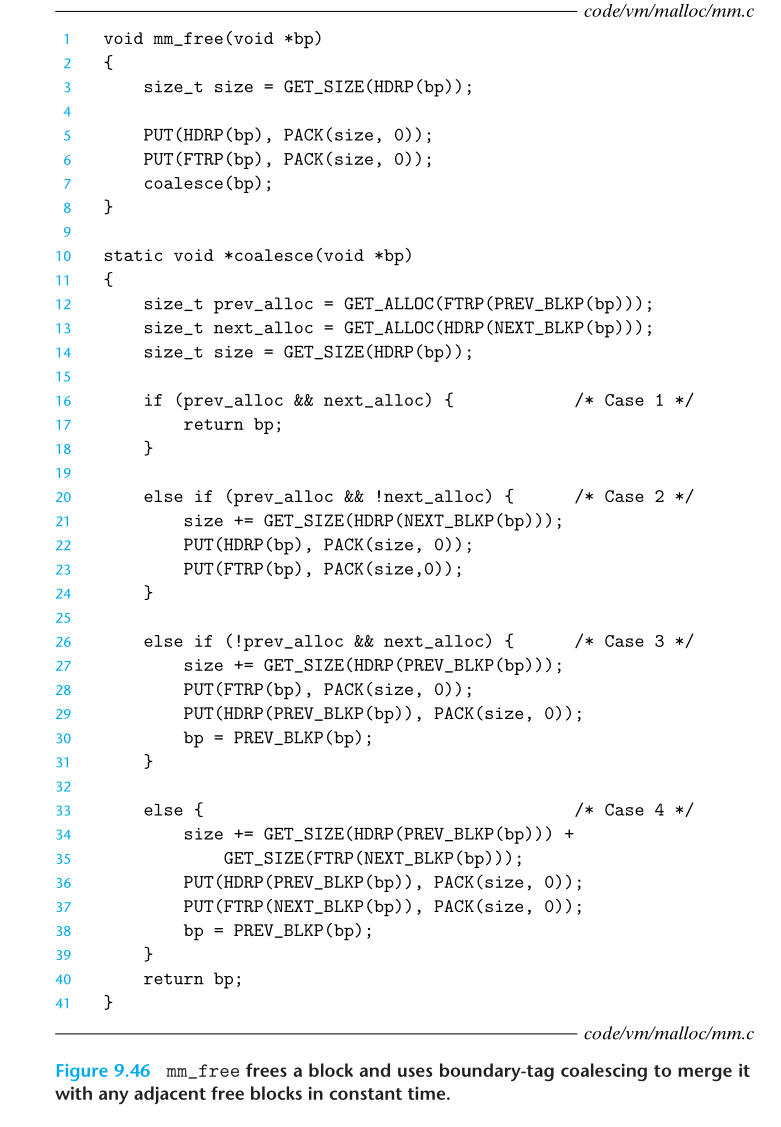 code/vm/malloc/mm.c
1 void mm_free(void *bp)
2 {
3     size_t size = GET_SIZE(HDRP(bp));
4
5     PUT(HDRP(bp), PACK(size, 0));
6     PUT(FTRP(bp), PACK(size, 0));
7     coalesce(bp);
8 }
9
10 static void *coalesce(void *bp)
11 {
12     size_t prev_alloc = GET_ALLOC(FTRP(PREV_BLKP(bp)));
13     size_t next_alloc = GET_ALLOC(HDRP(NEXT_BLKP(bp)));
14     size_t size = GET_SIZE(HDRP(bp));
15
16     if (prev_alloc && next_alloc) {            /* Case 1 */
17         return bp;
18     }
19
20     else if (prev_alloc && !next_alloc) {      /* Case 2 */
21         size += GET_SIZE(HDRP(NEXT_BLKP(bp)));
22         PUT(HDRP(bp), PACK(size, 0));
23         PUT(FTRP(bp), PACK(size,0));
24     }
25
26     else if (!prev_alloc && next_alloc) {      /* Case 3 */
27         size += GET_SIZE(HDRP(PREV_BLKP(bp)));
28         PUT(FTRP(bp), PACK(size, 0));
29         PUT(HDRP(PREV_BLKP(bp)), PACK(size, 0));
30         bp = PREV_BLKP(bp);
31     }
32
33     else {                                     /* Case 4 */
34         size += GET_SIZE(HDRP(PREV_BLKP(bp))) +
35             GET_SIZE(FTRP(NEXT_BLKP(bp)));
36         PUT(HDRP(PREV_BLKP(bp)), PACK(size, 0));
37         PUT(FTRP(NEXT_BLKP(bp)), PACK(size, 0));
38         bp = PREV_BLKP(bp);
39     }
40     return bp;
41 }
code/vm/malloc/mm.c
Figure 9.46 mm_free frees a block and uses boundary-tag coalescing to merge it
with any adjacent free blocks in constant time.